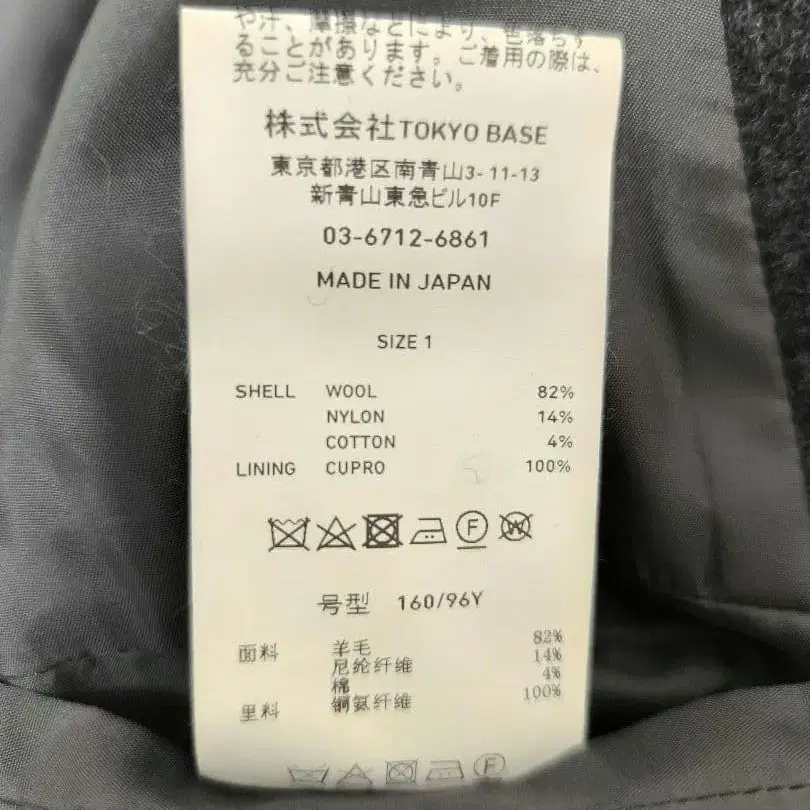 や汗、摩擦などにより、色落ちす
ることがあります。ご着用の際は、
充分ご注意ください。
株式会社TOKYO BASE
東京都港区南青山3-11-13
新青山東急ビル10F
03-6712-6861
MADE IN JAPAN
SIZE 1
SHELL WOOL 82%
NYLON 14%
COTTON 4%
LINING CUPRO 100%
F W
号型 160/96Y
面料 羊毛 82%
尼纶纤维 14%
棉 4%
里料 铜氨纤维 100%
F